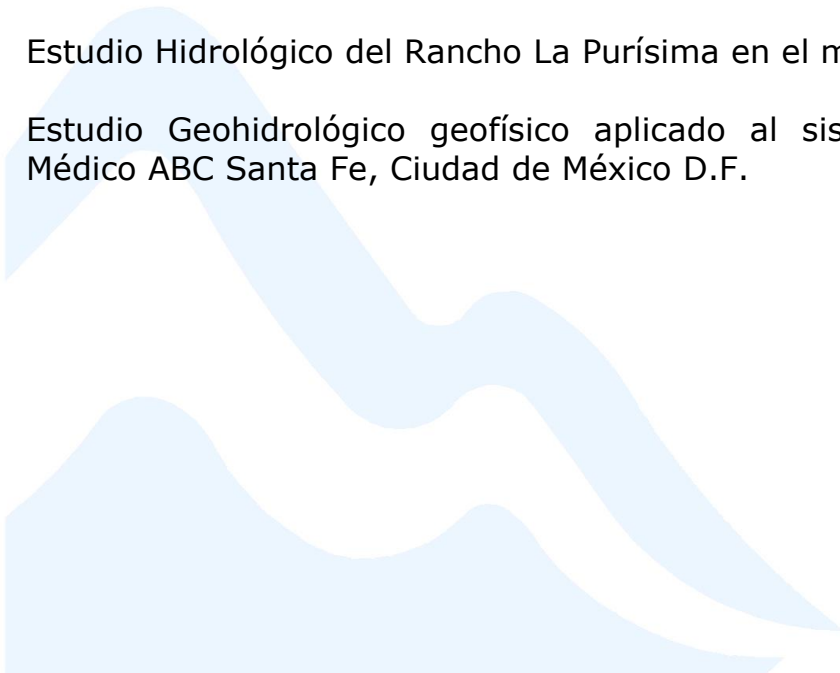 Estudio Hidrológico del Rancho La Purísima en el
Estudio Geohidrológico geofísico aplicado al
Médico ABC Santa Fe, Ciudad de México D.F.